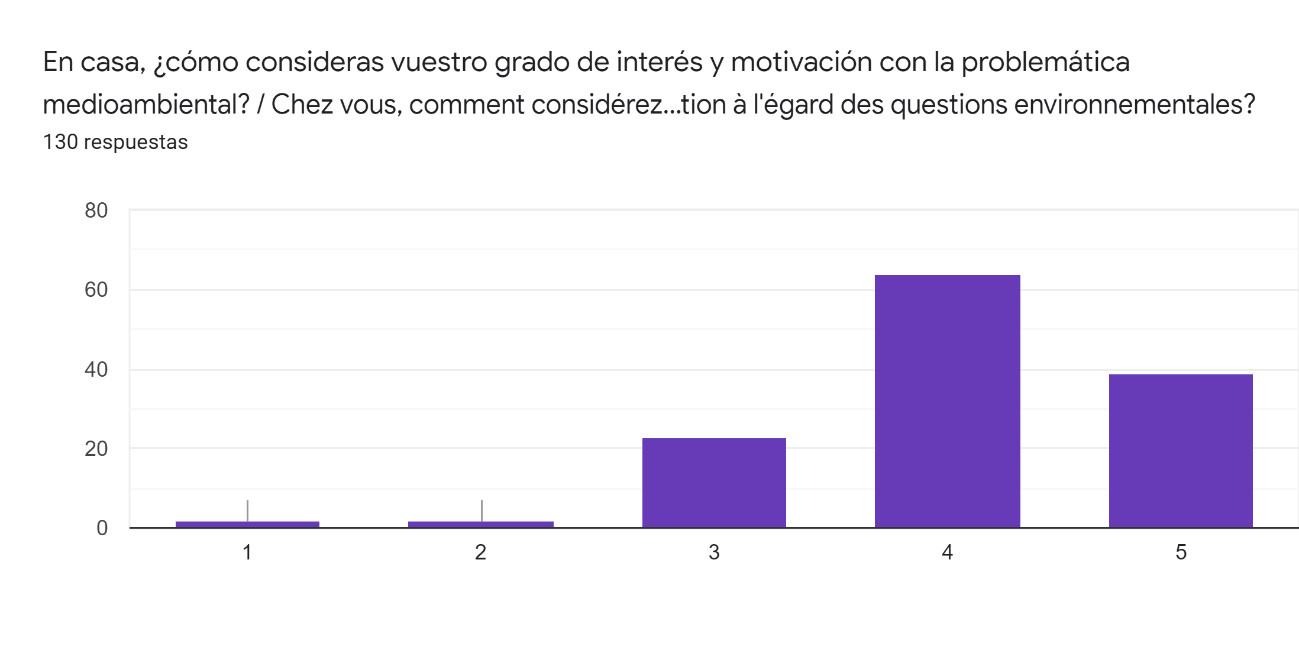 En casa, ¿cómo consideras vuestro grado de interés y motivación con la problemática
medioambiental? / Chez vous, comment considérez...tion à l'égard des questions environnementales?
130 respuestas
80
60
40
20
0
1 2 3 4 5